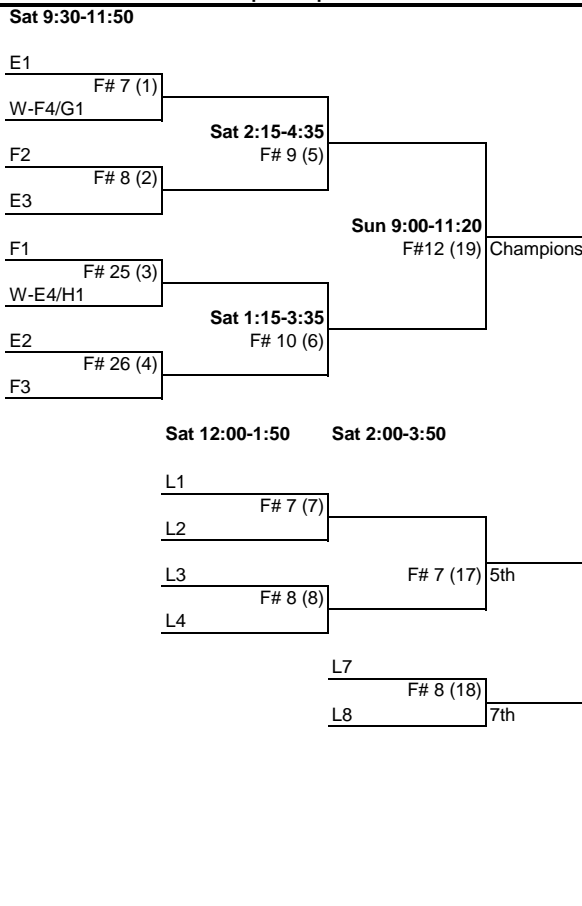 Sat 9:30-11:50
E1
F# 7 (1)
W-F4/G1
Sat 2:15-4:35
F2
F# 9 (5)
F# 8 (2)
E3
Sun 9:00-11:20
F1
F#12 (19) Champions
F# 25 (3)
W-E4/H1
Sat 1:15-3:35
E2
F# 10 (6)
F# 26 (4)
F3
Sat 12:00-1:50 Sat 2:00-3:50
L1
F# 7 (7)
L2
L3
F# 7 (17) 5th
F# 8 (8)
L4
L7
F# 8 (18)
L8
7th